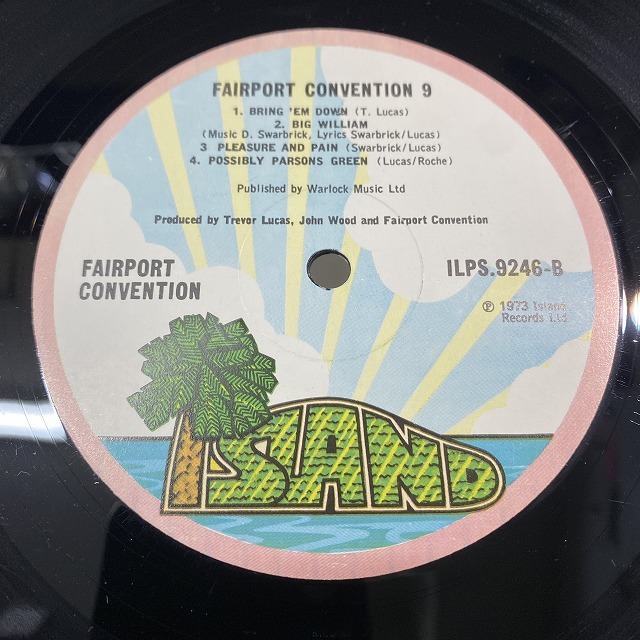 FAIRPORT CONVENTION 9
1. BRING 'EM DOWN (T. Lucas)
2. BIG WILLIAM
(Music D. Swarbrick, Lyrics Swarbrick/Lucas)
3 PLEASURE AND PAIN (Swarbrick/Lucas)
4. POSSIBLY PARSONS GREEN (Lucas/Roche)
Published by Warlock Music Ltd
Produced by Trevor Lucas, John Wood and Fairport Convention
FAIRPORT
CONVENTION
ILPS.9246-B
℗ 1973 Island
Records Ltd
ISLAND